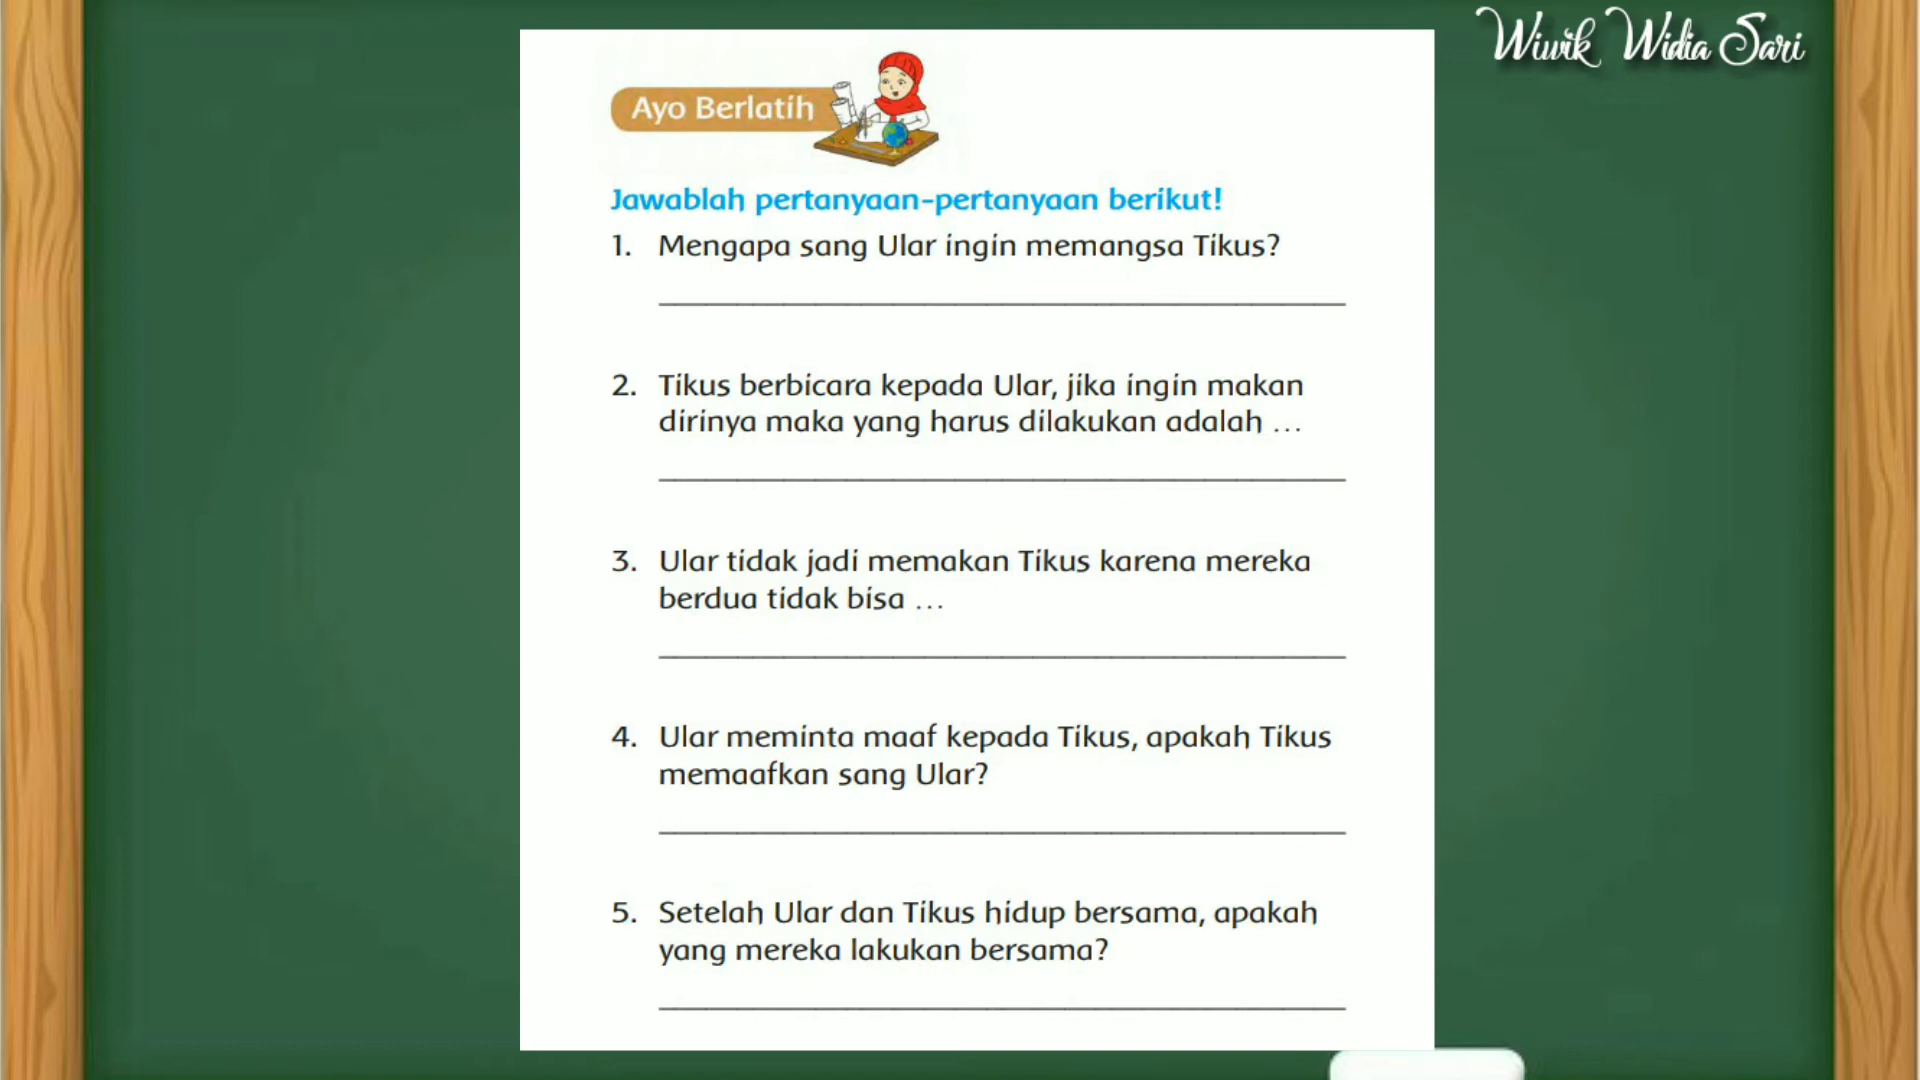 Wiwik Widia Sari
Ayo Berlatih
Jawablah pertanyaan-pertanyaan berikut!
1. Mengapa sang Ular ingin memangsa Tikus?
2. Tikus berbicara kepada Ular, jika ingin makan
dirinya maka yang harus dilakukan adalah ...
3. Ular tidak jadi memakan Tikus karena mereka
berdua tidak bisa ...
4. Ular meminta maaf kepada Tikus, apakah Tikus
memaafkan sang Ular?
5. Setelah Ular dan Tikus hidup bersama, apakah
yang mereka lakukan bersama?